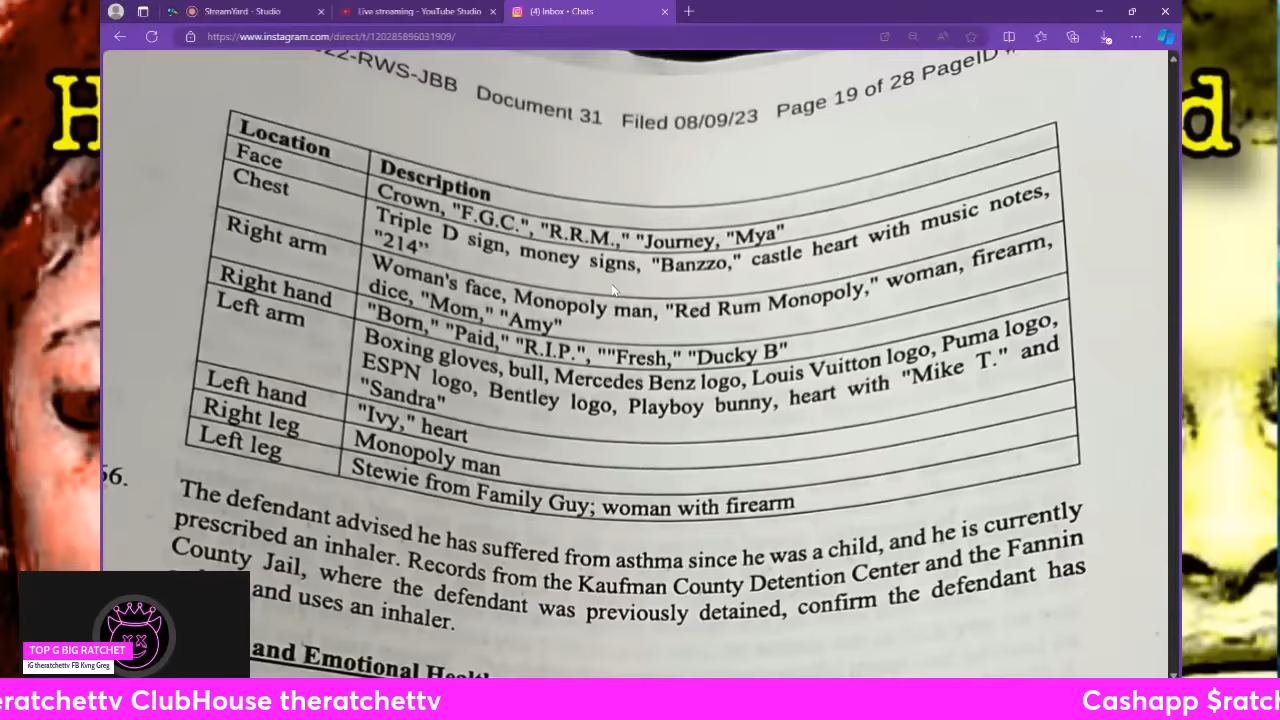 StreamYard - Studio
Live streaming - YouTube Studio
(4) Inbox • Chats
https://www.instagram.com/direct/t/120285896031909/
22-RWS-JBB Document 31 Filed 08/09/23 Page 19 of 28 PageID
H
d
Location Description
Face Crown, "F.G.C.", "R.R.M.," "Journey, "Mya"
Chest Triple D sign, money signs, "Banzzo," castle heart with music notes,
"214"
Right arm Woman's face, Monopoly man, "Red Rum Monopoly," woman, firearm,
dice, "Mom," "Amy"
Right hand "Born," "Paid," "R.I.P.", ""Fresh," "Ducky B"
Left arm Boxing gloves, bull, Mercedes Benz logo, Louis Vuitton logo, Puma logo,
ESPN logo, Bentley logo, Playboy bunny, heart with "Mike T." and
"Sandra"
Left hand "Ivy," heart
Right leg Monopoly man
Left leg Stewie from Family Guy; woman with firearm
56. The defendant advised he has suffered from asthma since he was a child, and he is currently
prescribed an inhaler. Records from the Kaufman County Detention Center and the Fannin
County Jail, where the defendant was previously detained, confirm the defendant has
and uses an inhaler.
and Emotional Health
TOP G BIG RATCHET
iG theratchettv FB Kvng Greg
eratchettv ClubHouse theratchettv
Cashapp $ratch